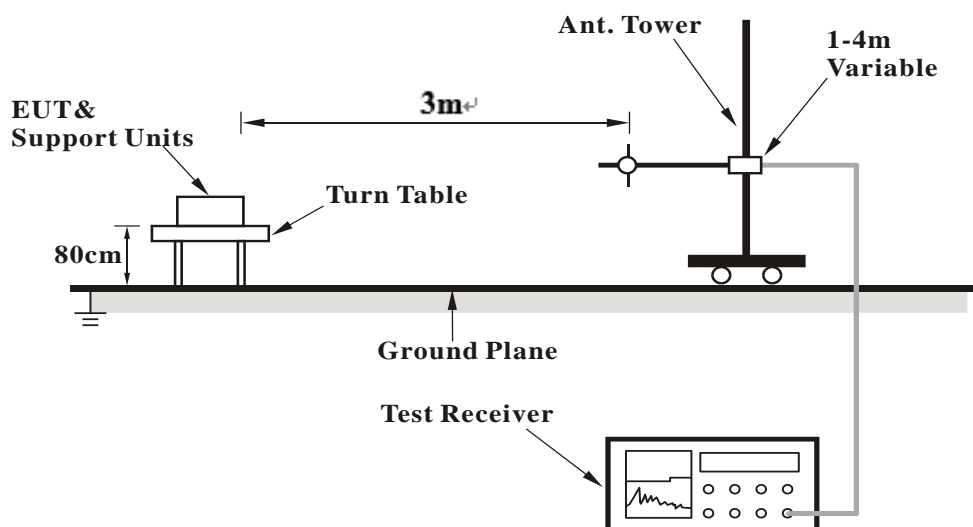 Ant. Tower
1-4m
Variable
3m↵
EUT&
Support Units
Turn Table
80cm
Ground Plane
Test Receiver